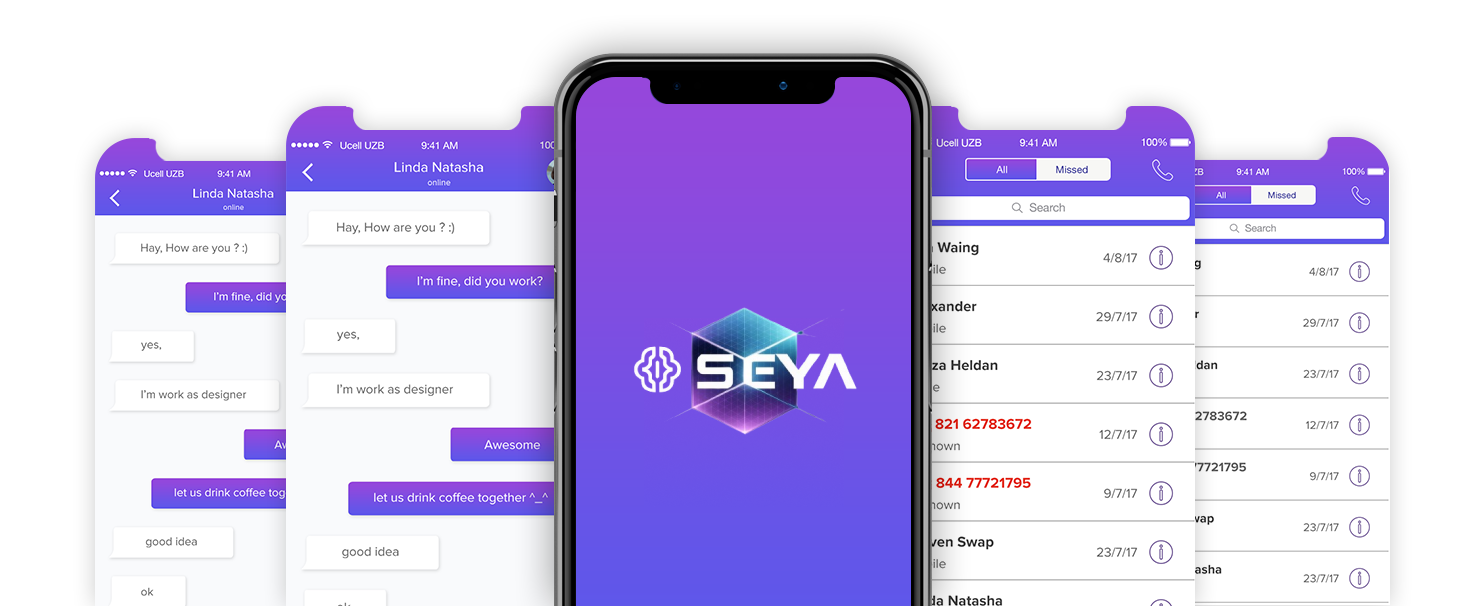 Ucell UZB 9:41 AM
Linda Natasha
online
Hay, How are you ? :)
I'm fine, did yo
yes,
I'm work as designer
Aw
let us drink coffee tog
good idea
ok
Ucell UZB 9:41 AM 100
Linda Natasha
online
Hay, How are you ? :)
I'm fine, did you work?
yes,
I'm work as designer
Awesome
let us drink coffee together ^_^
good idea
ok
SEYA
Ucell UZB 9:41 AM 100%
All Missed
Search
Waing 4/8/17
ile
xander 29/7/17
ile
za Heldan 23/7/17
e
821 62783672 12/7/17
nown
844 77721795 9/7/17
nown
ven Swap 23/7/17
ile
da Natasha
ZB 9:41 AM 100%
All Missed
Search
g 4/8/17
r 29/7/17
dan 23/7/17
2783672 12/7/17
77721795 9/7/17
wap 23/7/17
asha 23/7/17